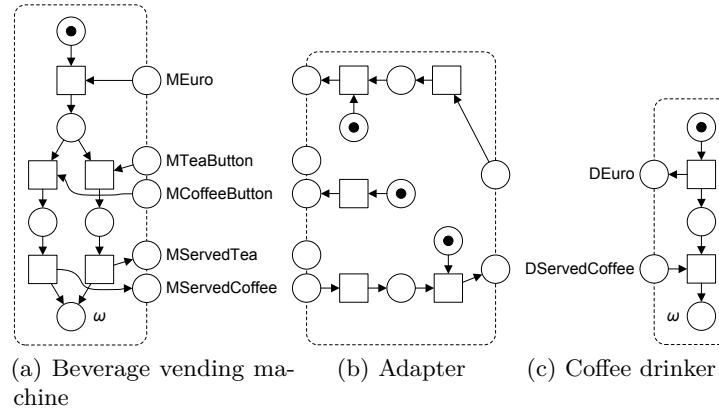 MEuro
MTeaButton
MCoffeeButton
MServedTea
MServedCoffee
ω
DEuro
DServedCoffee
ω
(a) Beverage vending ma-
chine
(b) Adapter
(c) Coffee drinker